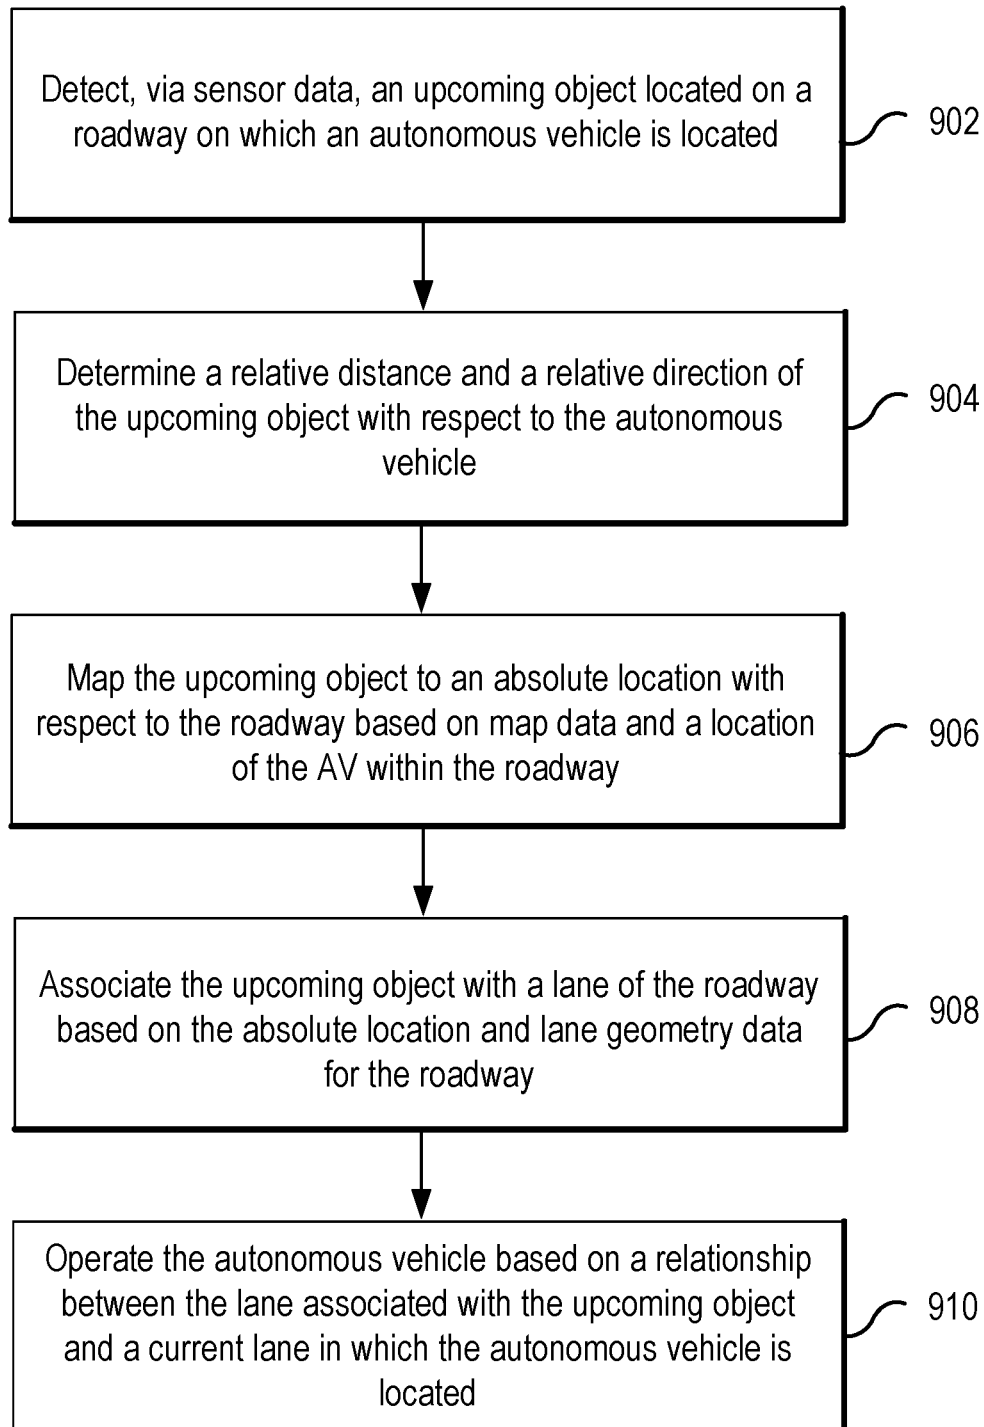 Detect, via sensor data, an upcoming object located on a
roadway on which an autonomous vehicle is located
902
Determine a relative distance and a relative direction of
the upcoming object with respect to the autonomous
vehicle
904
Map the upcoming object to an absolute location with
respect to the roadway based on map data and a location
of the AV within the roadway
906
Associate the upcoming object with a lane of the roadway
based on the absolute location and lane geometry data
for the roadway
908
Operate the autonomous vehicle based on a relationship
between the lane associated with the upcoming object
and a current lane in which the autonomous vehicle is
located
910